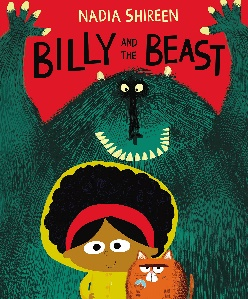 NADIA SHIREEN
BILLY AND THE BEAST